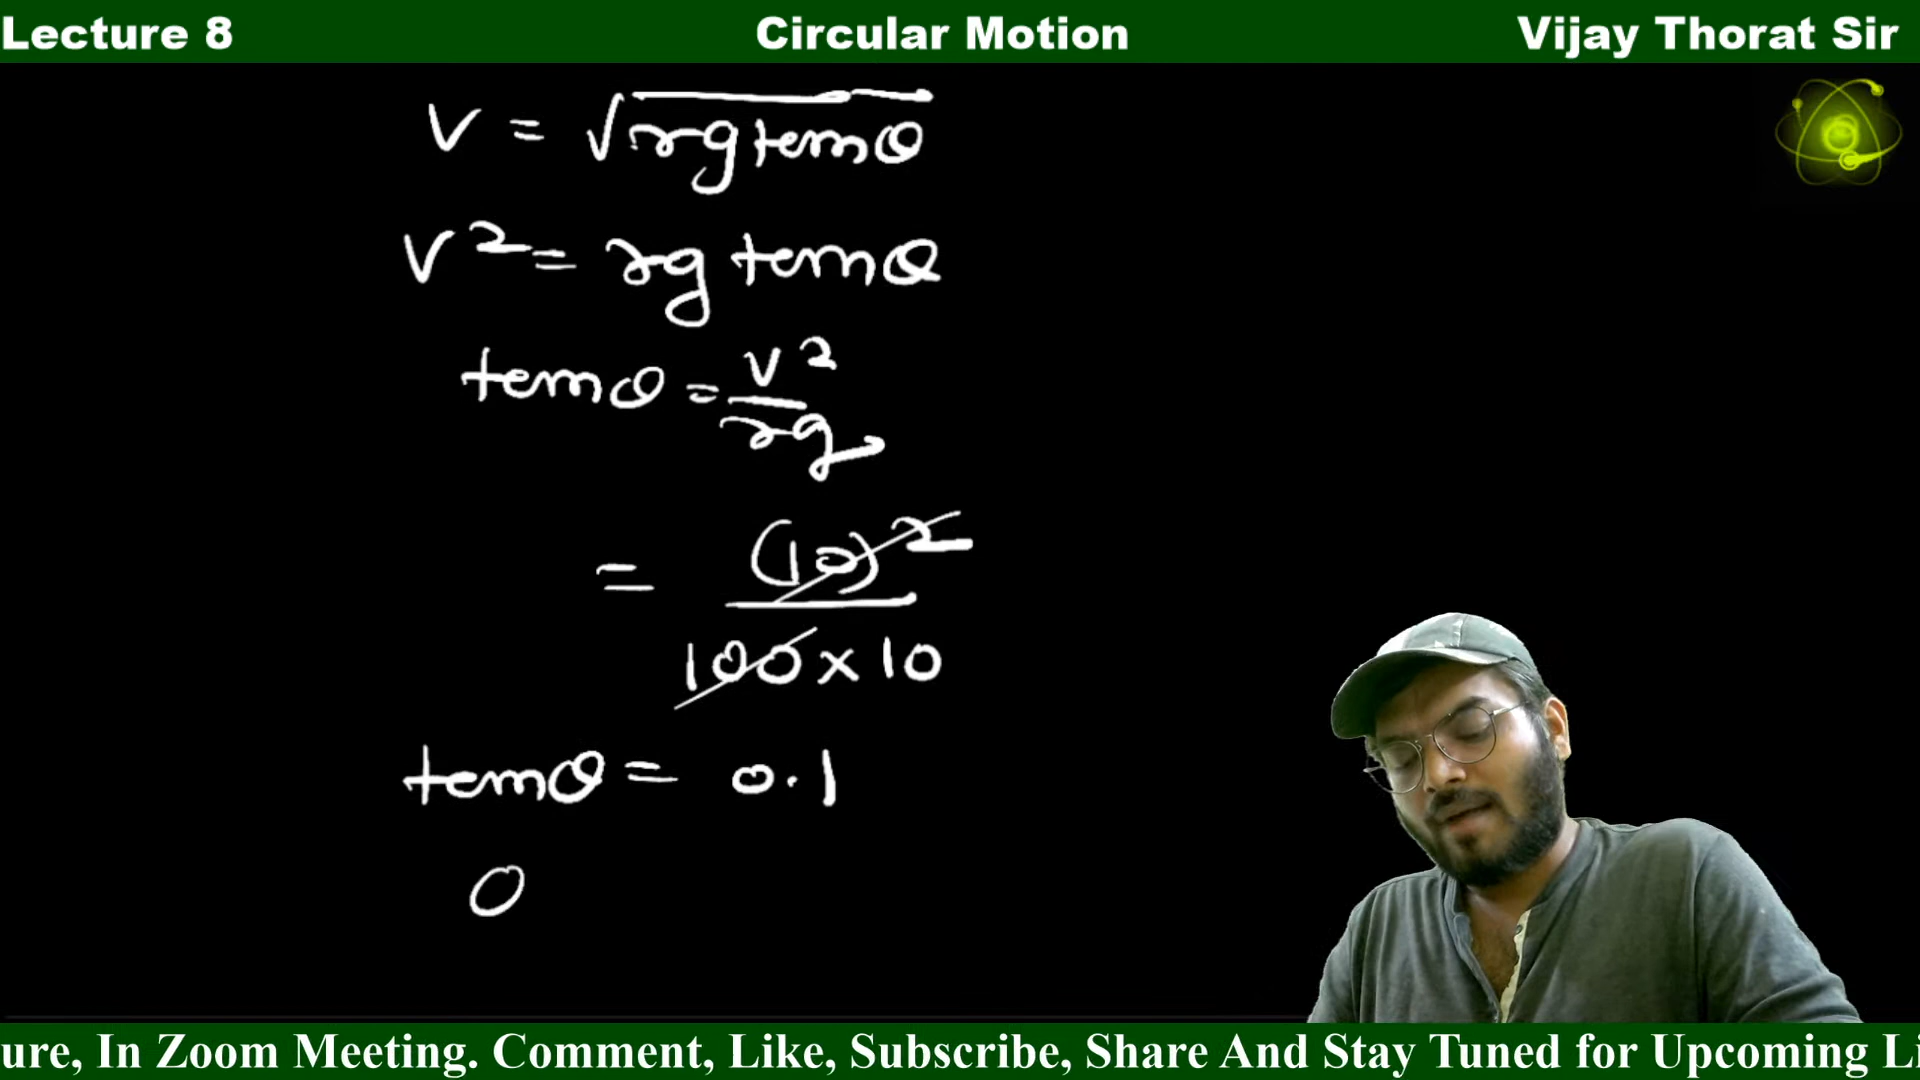 Lecture 8 Circular Motion Vijay Thorat Sir
v = √rg tanθ
v² = rg tanθ
tanθ = v²/rg
= (10)²/100×10
tanθ = 0.1
θ
ure, In Zoom Meeting. Comment, Like, Subscribe, Share And Stay Tuned for Upcoming Li